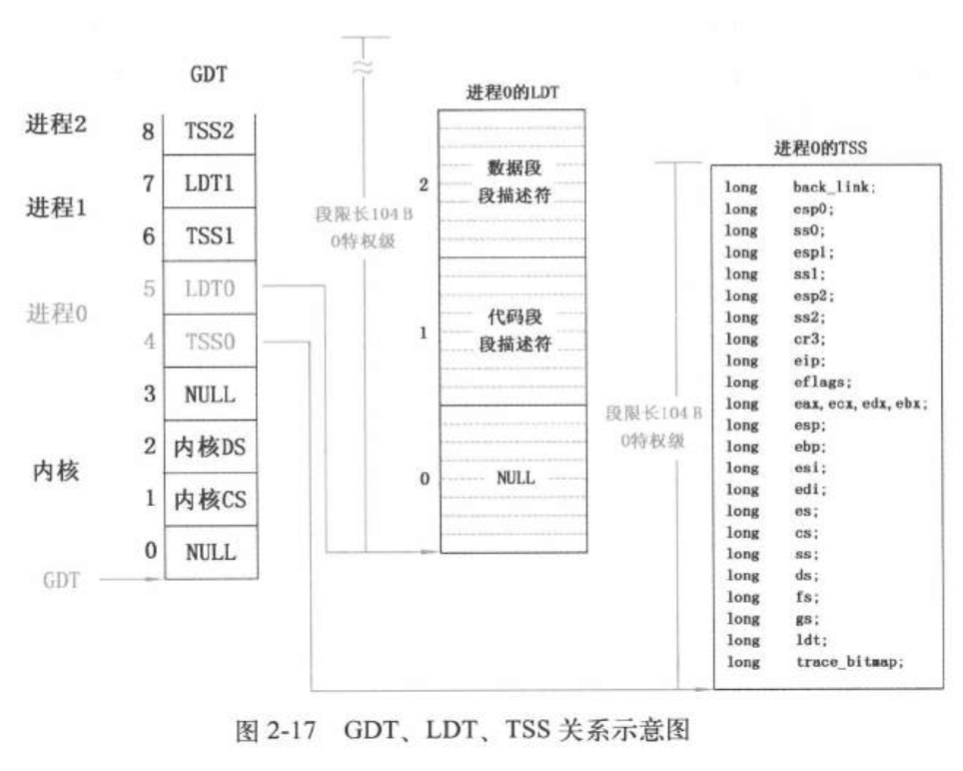 GDT
进程2
8 TSS2
7 LDT1
进程1
6 TSS1
5 LDT0
进程0
4 TSS0
3 NULL
2 内核DS
内核
1 内核CS
0 NULL
GDT
段限长104B
0特权级
进程0的LDT
2
数据段
段描述符
1
代码段
段描述符
0 NULL
段限长104B
0特权级
进程0的TSS
long back_link;
long esp0;
long ss0;
long esp1;
long ss1;
long esp2;
long ss2;
long cr3;
long eip;
long eflags;
long eax,ecx,edx,ebx;
long esp;
long ebp;
long esi;
long edi;
long es;
long cs;
long ss;
long ds;
long fs;
long gs;
long ldt;
long trace_bitmap;
图 2-17 GDT、LDT、TSS 关系示意图